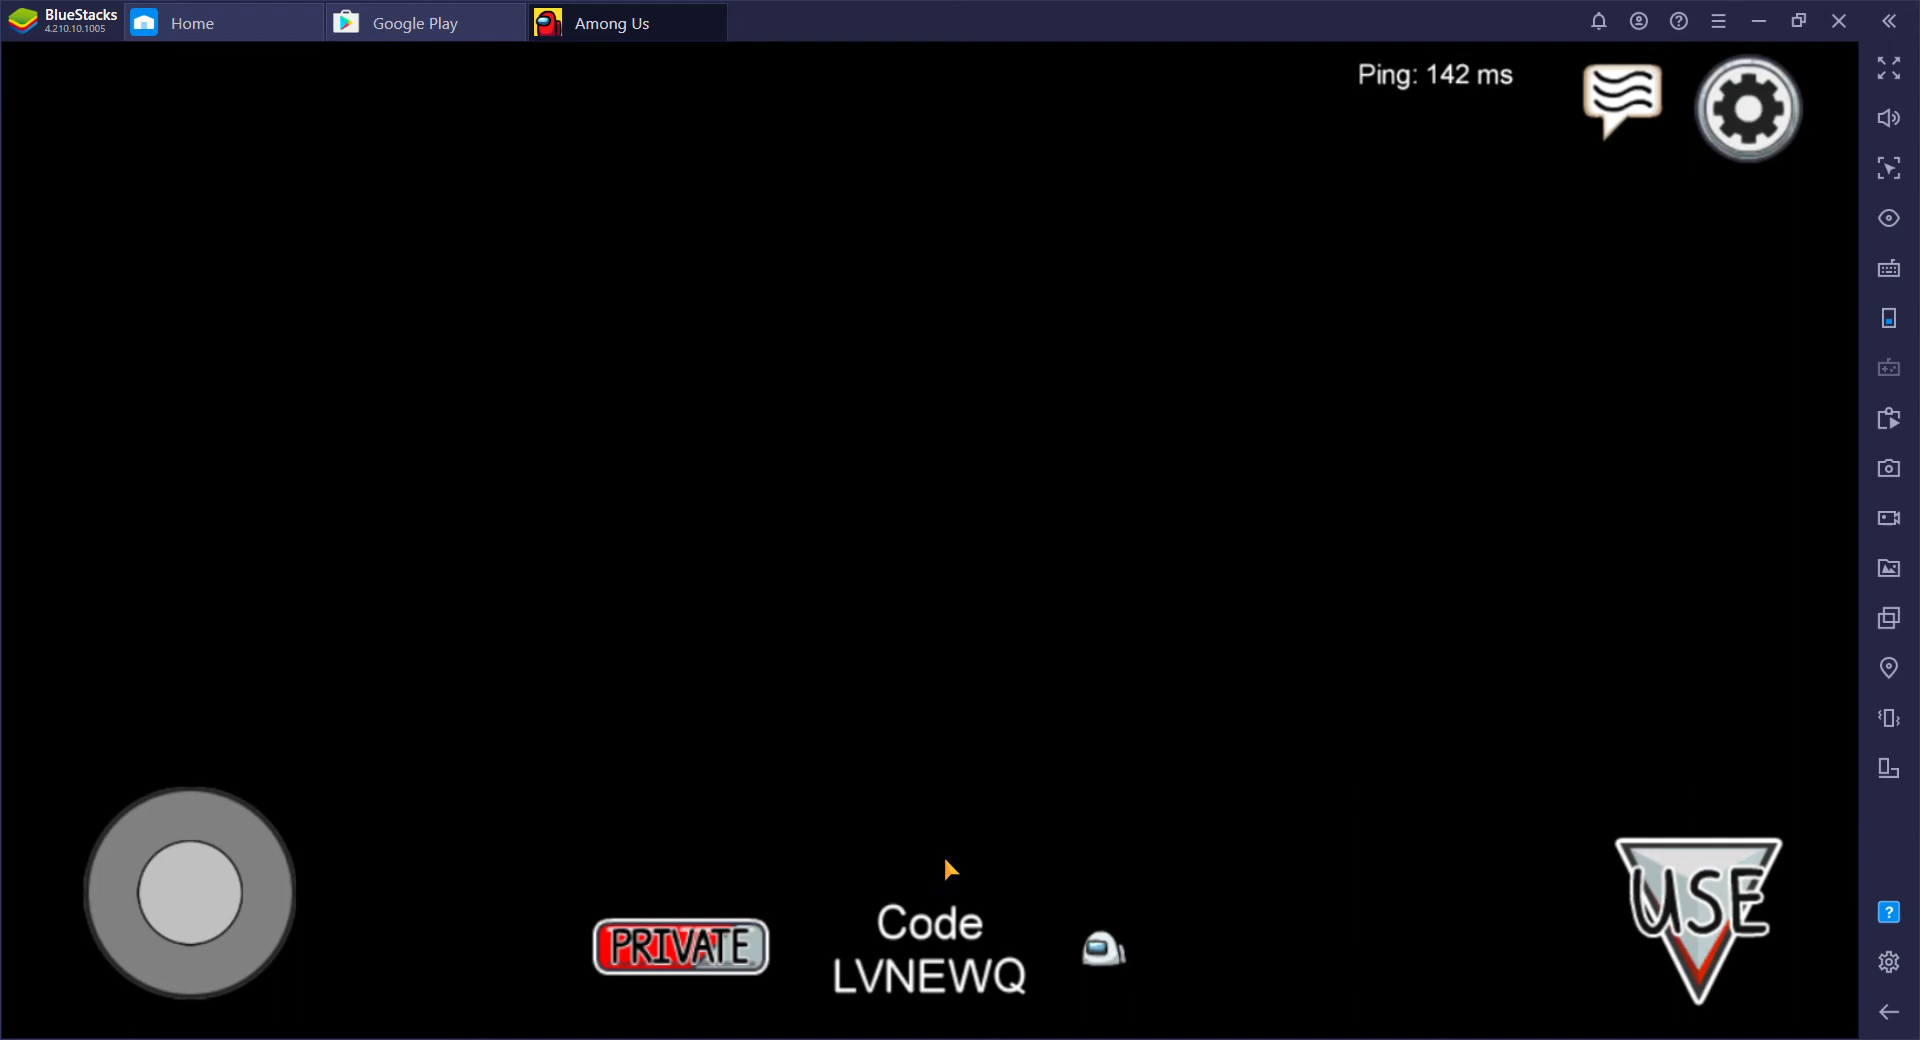 BlueStacks
4.210.10.1005
Home
Google Play
Among Us
Ping: 142 ms
PRIVATE
Code
LVNEWQ
USE